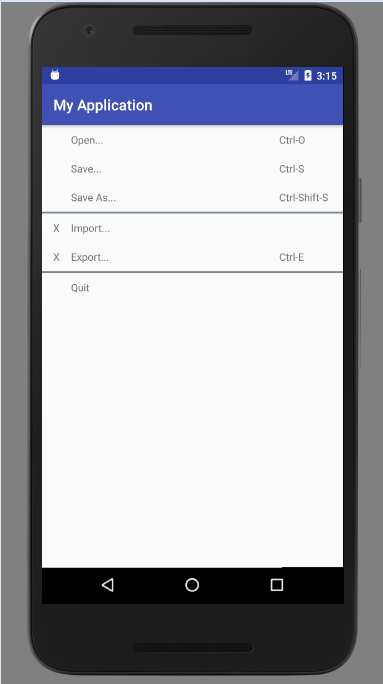 LTE 3:15
My Application
Open... Ctrl-O
Save... Ctrl-S
Save As... Ctrl-Shift-S
X Import...
X Export... Ctrl-E
Quit